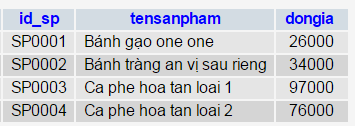 id_sp tensanpham dongia
SP0001 Bánh gạo one one 26000
SP0002 Bánh tràng an vị sau rieng 34000
SP0003 Ca phe hoa tan loai 1 97000
SP0004 Ca phe hoa tan loai 2 76000